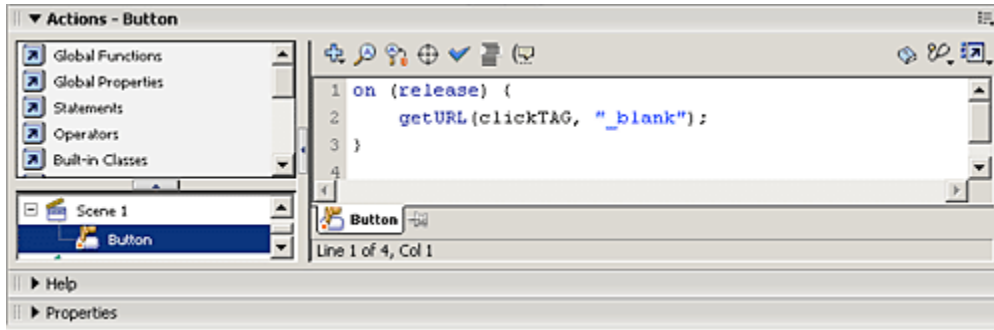 Actions - Button
Global Functions
Global Properties
Statements
Operators
Built-in Classes
Scene 1
Button
1 on (release) {
2 getURL(clickTAG, "_blank");
3 }
4
Button
Line 1 of 4, Col 1
Help
Properties